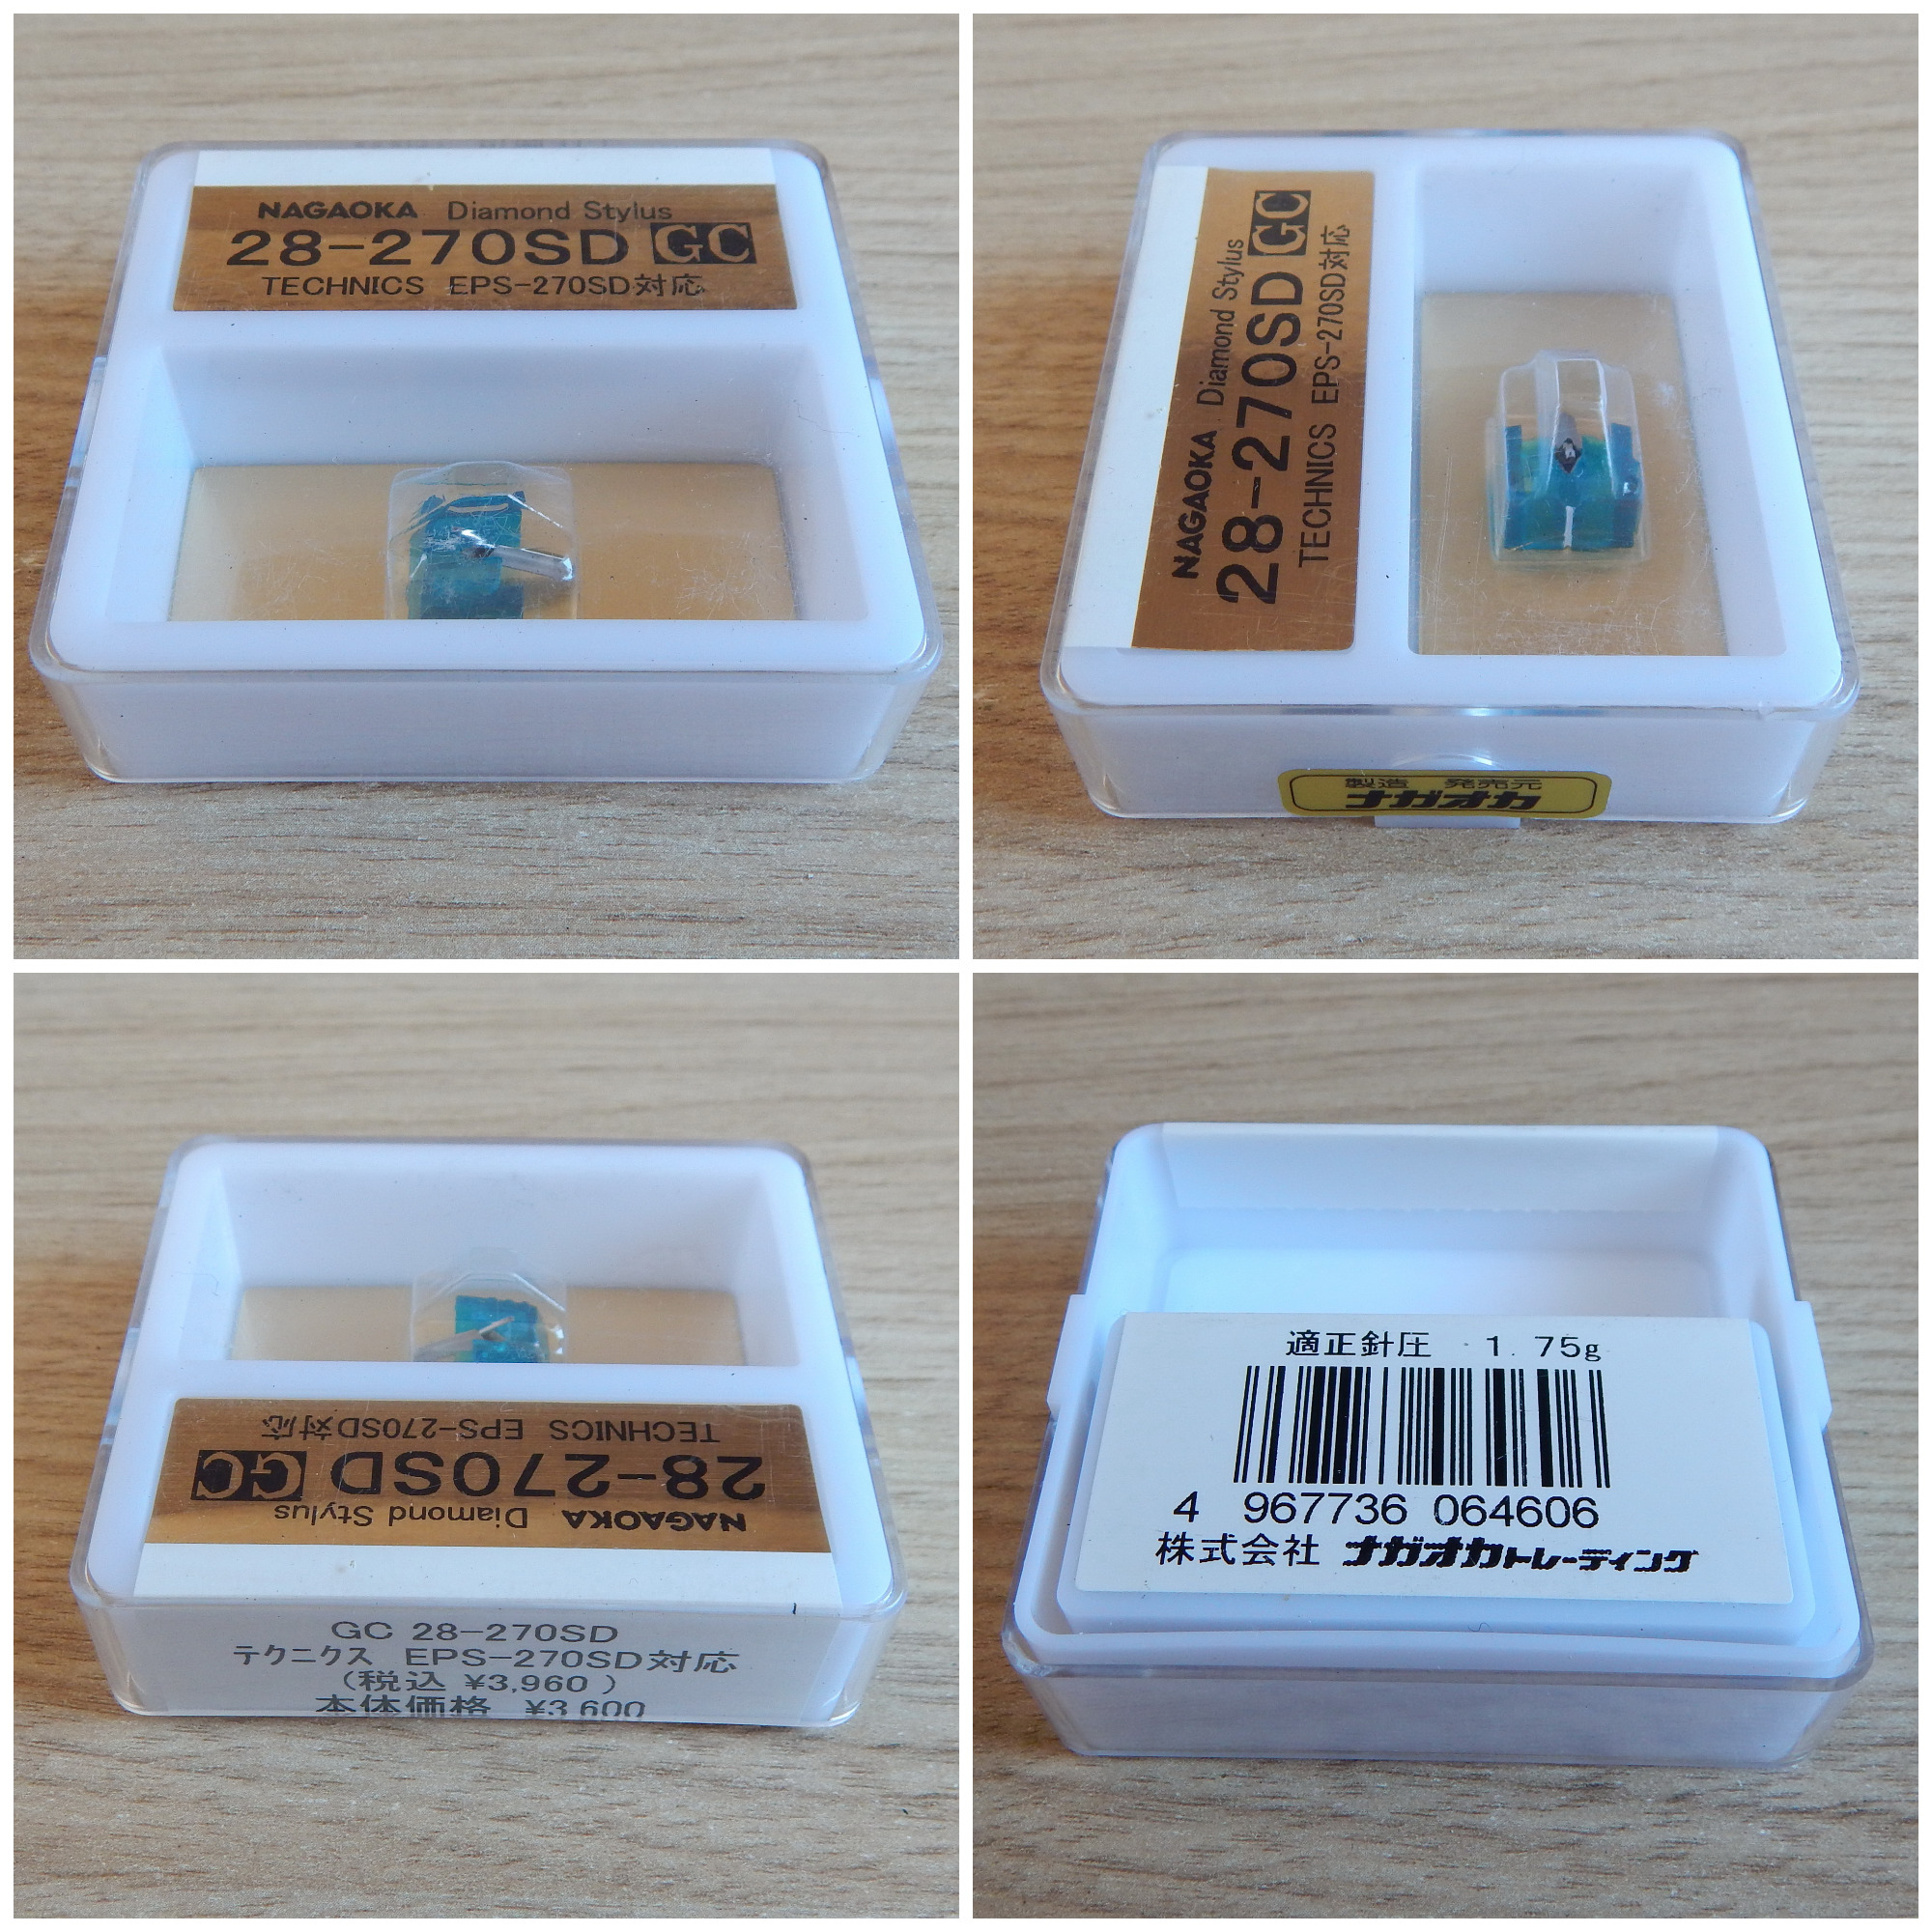 NAGAOKA Diamond Stylus
28-270SD GC
TECHNICS EPS-270SD対応
NAGAOKA Diamond Stylus
28-270SD GC
TECHNICS EPS-270SD対応
製造 発売元
ナガオカ
TECHNICS EPS-270SD対応
28-270SD GC
NAGAOKA Diamond Stylus
GC 28-270SD
テクニクス EPS-270SD対応
(税込 ¥3,960 )
本体価格 ¥3,600
適正針圧 1.75g
4 967736 064606
株式会社 ナガオカトレーディング